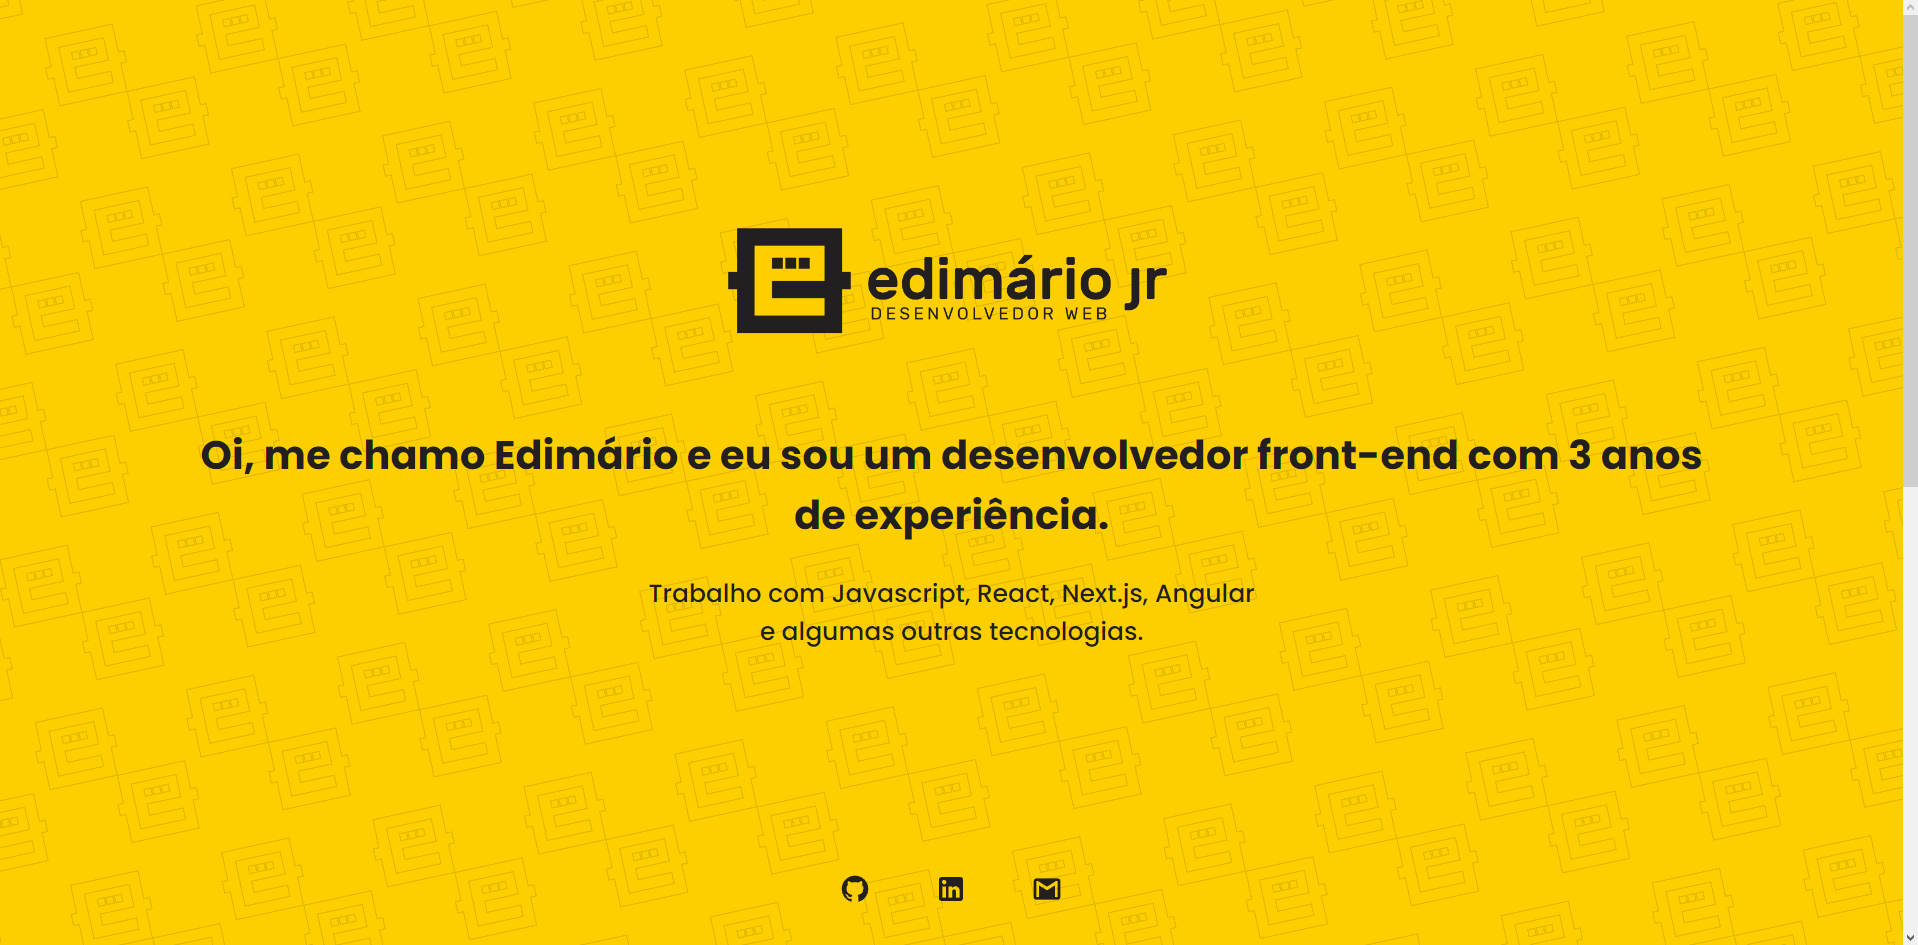 edimário jr
DESENVOLVEDOR WEB
Oi, me chamo Edimário e eu sou um desenvolvedor front-end com 3 anos
de experiência.
Trabalho com Javascript, React, Next.js, Angular
e algumas outras tecnologias.